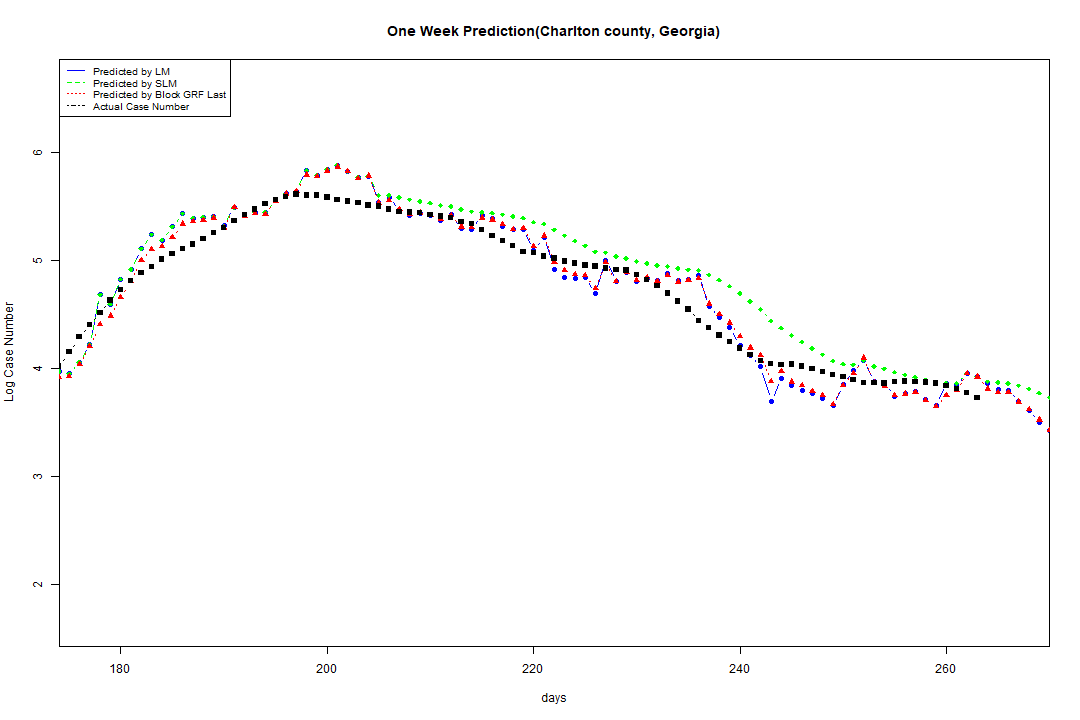 One Week Prediction(Charlton county, Georgia)
Predicted by LM
Predicted by SLM
Predicted by Block GRF Last
Actual Case Number
6
5
4
3
2
Log Case Number
180
200
220
240
260
days